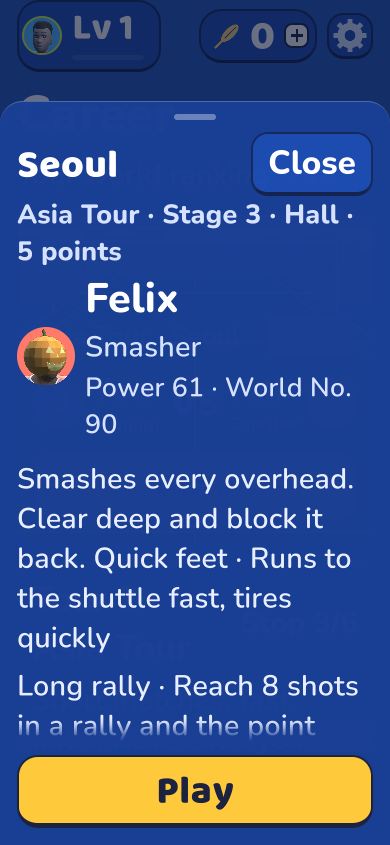 Lv 1
0
Career
Seoul
Close
Asia Tour · Stage 3 · Hall ·
5 points
Felix
Smasher
Power 61 · World No.
90
Smashes every overhead.
Clear deep and block it
back. Quick feet · Runs to
the shuttle fast, tires
quickly
Long rally · Reach 8 shots
in a rally and the point
Play